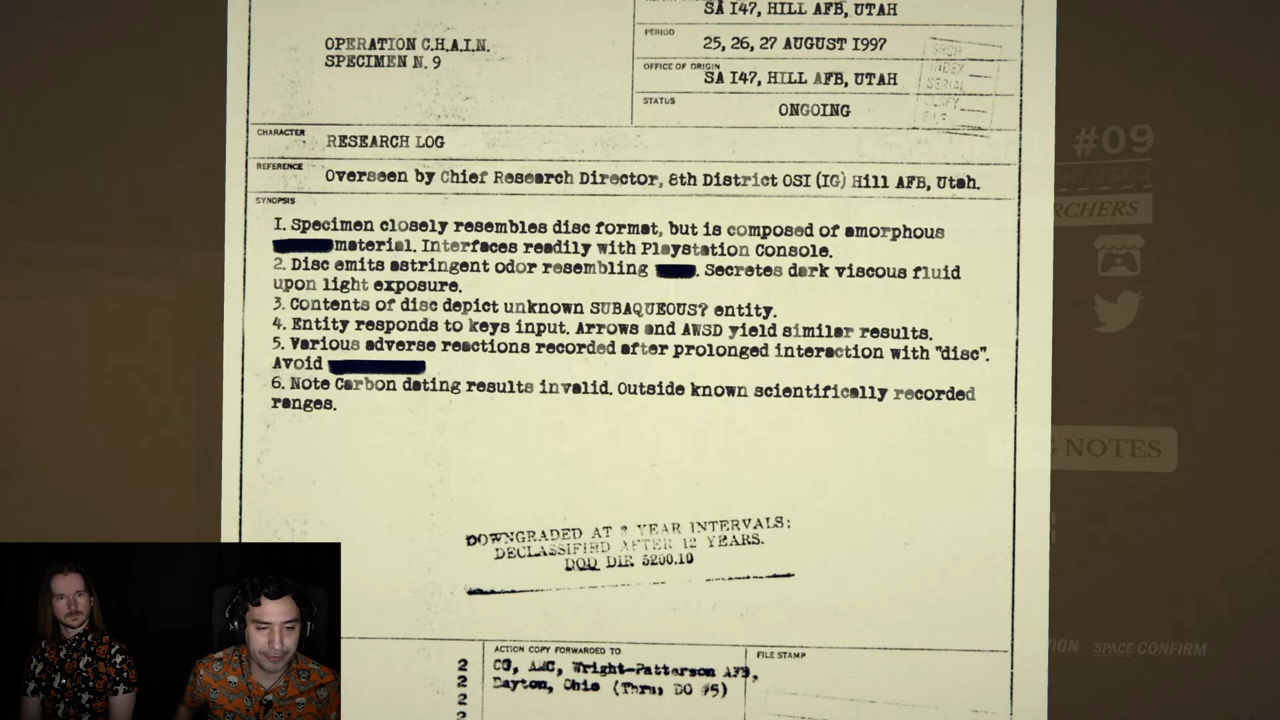 SA I47, HILL AFB, UTAH
OPERATION C.H.A.I.N.
SPECIMEN N. 9
PERIOD
25, 26, 27 AUGUST I997
OFFICE OF ORIGIN
SA I47, HILL AFB, UTAH
STATUS
ONGOING
INDEX
SERIAL
CHARACTER
RESEARCH LOG
REFERENCE
Overseen by Chief Research Director, 8th District OSI (IG) Hill AFB, Utah.
SYNOPSIS
I. Specimen closely resembles disc format, but is composed of amorphous
material. Interfaces readily with Playstation Console.
2. Disc emits astringent odor resembling . Secretes dark viscous fluid
upon light exposure.
3. Contents of disc depict unknown SUBAQUEOUS? entity.
4. Entity responds to keys input. Arrows and AWSD yield similar results.
5. Various adverse reactions recorded after prolonged interaction with "disc".
Avoid
6. Note Carbon dating results invalid. Outside known scientifically recorded
ranges.
DOWNGRADED AT 3 YEAR INTERVALS;
DECLASSIFIED AFTER 12 YEARS.
DOD DIR 5200.10
ACTION COPY FORWARDED TO
FILE STAMP
2 CG, AMC, Wright-Patterson AFB,
2 Dayton, Ohio (Thru; DO #5)
2
2
#09
RCHERS
NOTES
ION SPACE CONFIRM